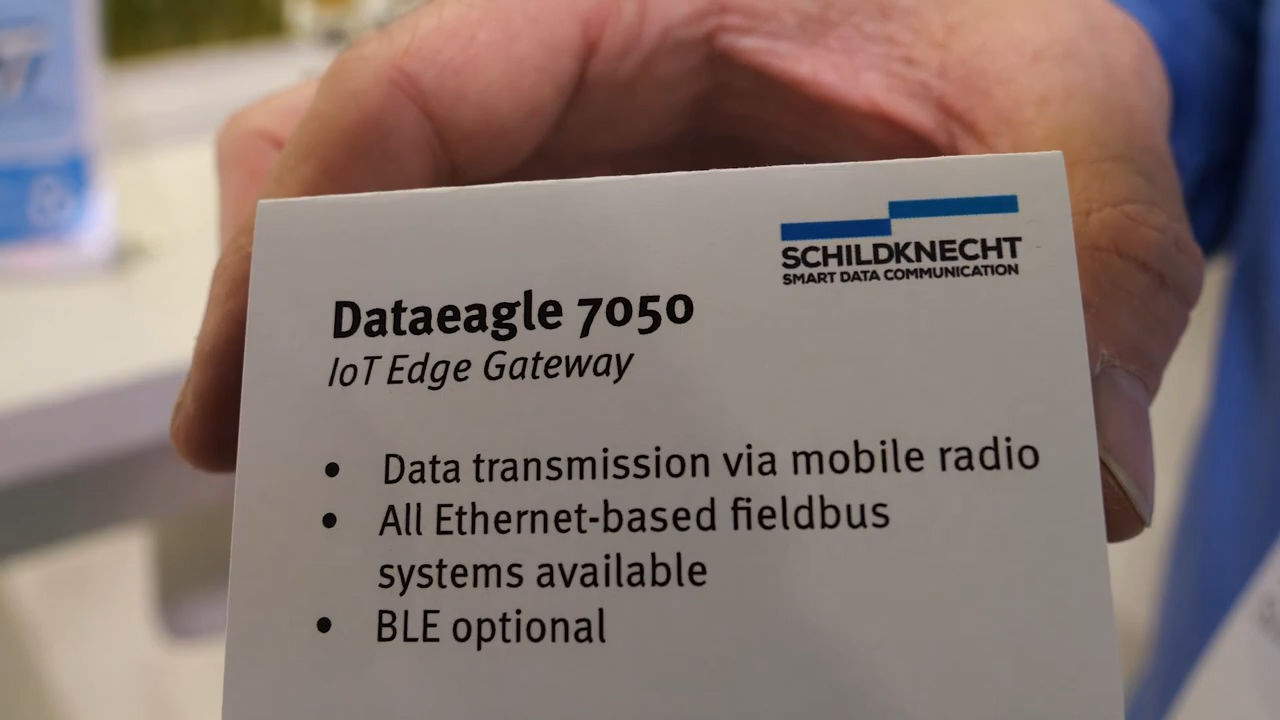 SCHILDKNECHT
SMART DATA COMMUNICATION
Dataeagle 7050
IoT Edge Gateway
• Data transmission via mobile radio
• All Ethernet-based fieldbus
systems available
• BLE optional